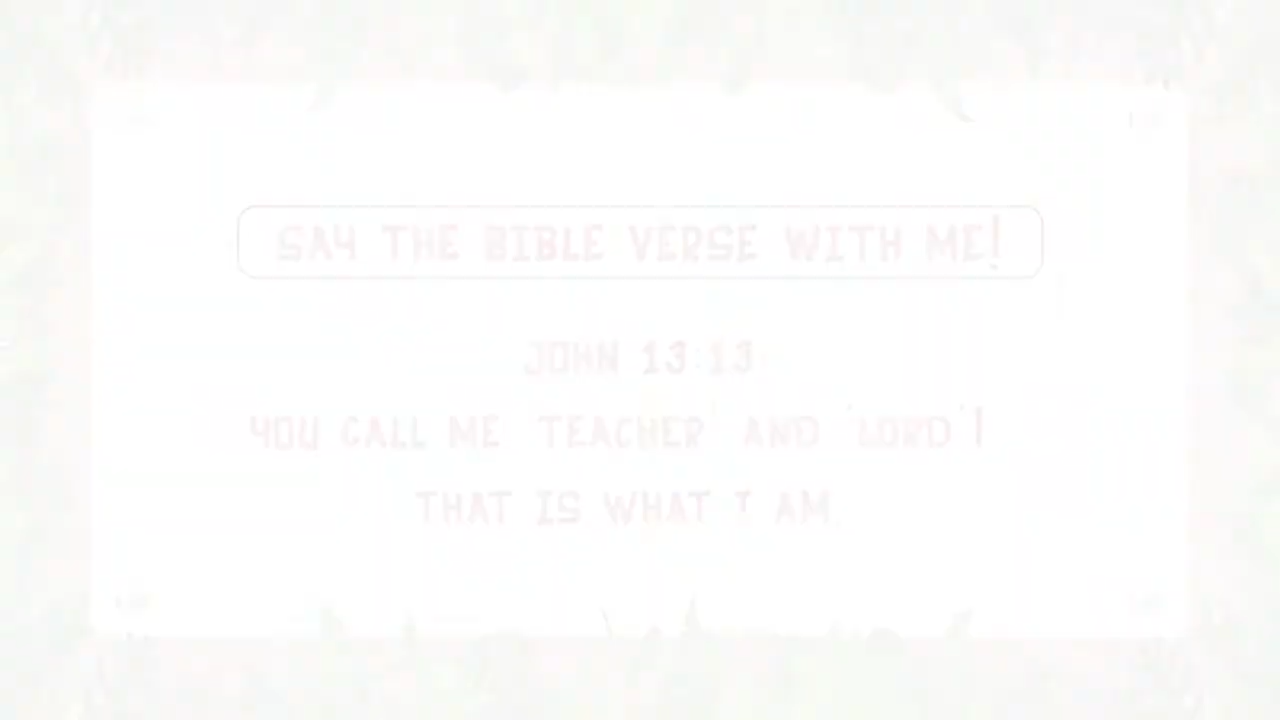 SAY THE BIBLE VERSE WITH ME!
JOHN 13:13
YOU CALL ME 'TEACHER' AND 'LORD'!
THAT IS WHAT I AM.